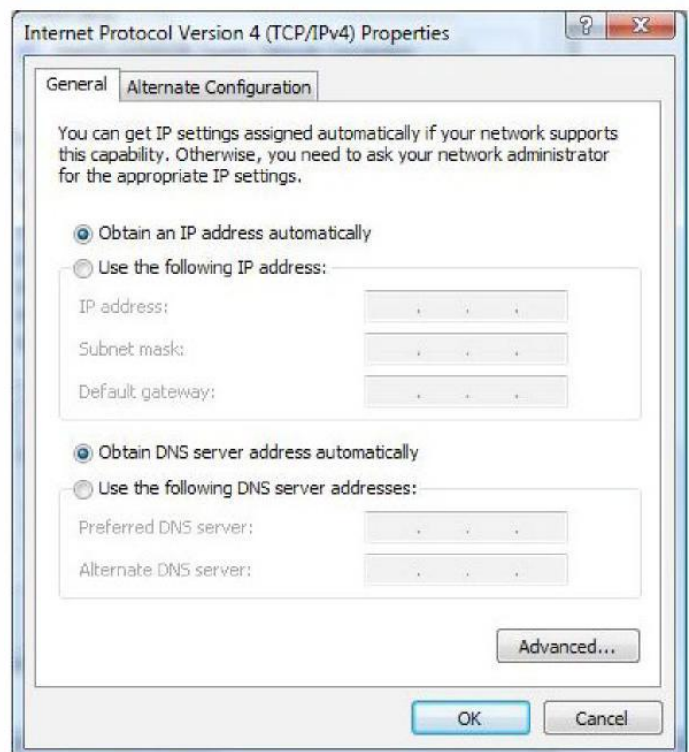 Internet Protocol Version 4 (TCP/IPv4) Properties
General
Alternate Configuration
You can get IP settings assigned automatically if your network supports
this capability. Otherwise, you need to ask your network administrator
for the appropriate IP settings.
Obtain an IP address automatically
Use the following IP address:
IP address:
Subnet mask:
Default gateway:
Obtain DNS server address automatically
Use the following DNS server addresses:
Preferred DNS server:
Alternate DNS server:
Advanced...
OK
Cancel